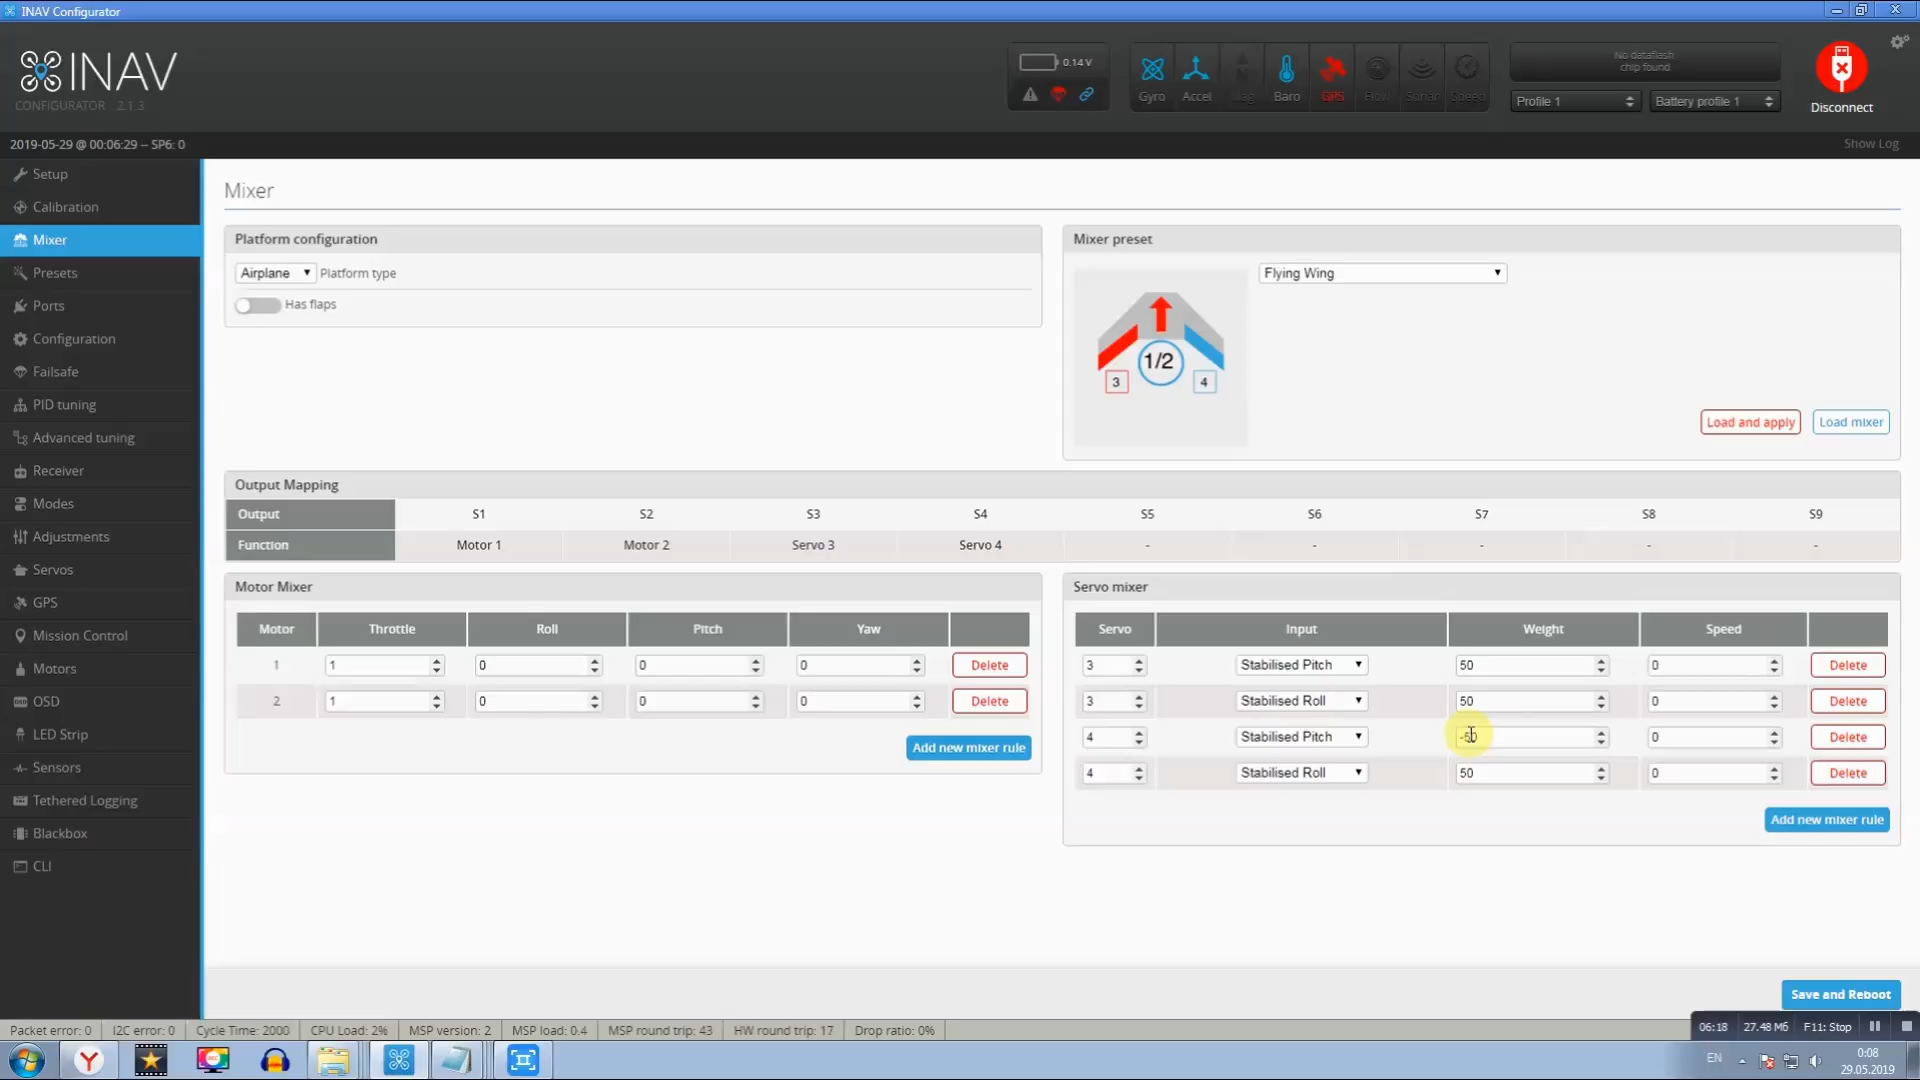 INAV Configurator
INAV
CONFIGURATOR 2.1.3
0.14 V
Gyro
Accel
Mag
Baro
GPS
Flow
Sonar
Speed
No dataflash
chip found
Profile 1
Battery profile 1
Disconnect
2019-05-29 @ 00:06:29 -- SP6: 0
Show Log
Setup
Calibration
Mixer
Presets
Ports
Configuration
Failsafe
PID tuning
Advanced tuning
Receiver
Modes
Adjustments
Servos
GPS
Mission Control
Motors
OSD
LED Strip
Sensors
Tethered Logging
Blackbox
CLI
Mixer
Platform configuration
Airplane Platform type
Has flaps
Mixer preset
Flying Wing
1/2
3 4
Load and apply Load mixer
Output Mapping
Output S1 S2 S3 S4 S5 S6 S7 S8 S9
Function Motor 1 Motor 2 Servo 3 Servo 4 - - - - -
Motor Mixer
Motor Throttle Roll Pitch Yaw
1 1 0 0 0 Delete
2 1 0 0 0 Delete
Add new mixer rule
Servo mixer
Servo Input Weight Speed
3 Stabilised Pitch 50 0 Delete
3 Stabilised Roll 50 0 Delete
4 Stabilised Pitch -50 0 Delete
4 Stabilised Roll 50 0 Delete
Add new mixer rule
Save and Reboot
Packet error: 0 I2C error: 0 Cycle Time: 2000 CPU Load: 2% MSP version: 2 MSP load: 0.4 MSP round trip: 43 HW round trip: 17 Drop ratio: 0%
06:18 27.48 Мб F11: Stop
EN
0:08
29.05.2019